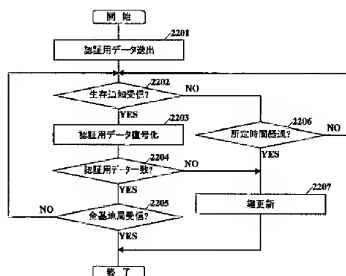 開始
2201
認証用データ送出
2202
生存通知受信?
NO
2203
認証用データ復号化
2206
所定時間経過?
NO
YES
YES
2204
認証用データ一致?
NO
YES
2207
鍵更新
2205
全基地局受信?
NO
YES
終了